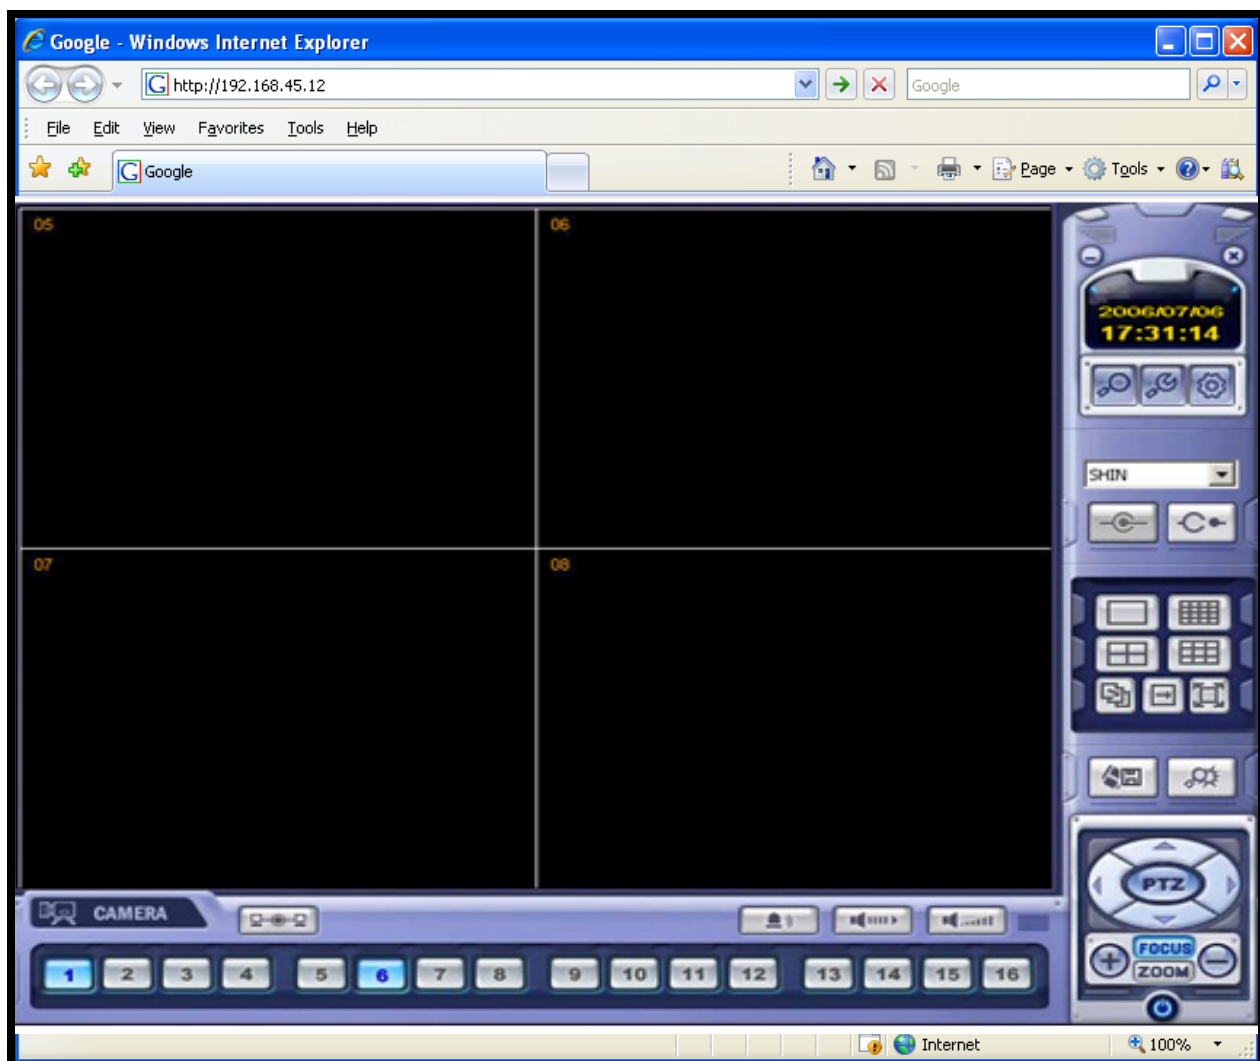 Google - Windows Internet Explorer
http://192.168.45.12
Google
File Edit View Favorites Tools Help
Google
Page Tools
05 06
2006/07/06
17:31:14
SHIN
07 08
PTZ
CAMERA
FOCUS
ZOOM
1 2 3 4 5 6 7 8 9 10 11 12 13 14 15 16
Internet 100%